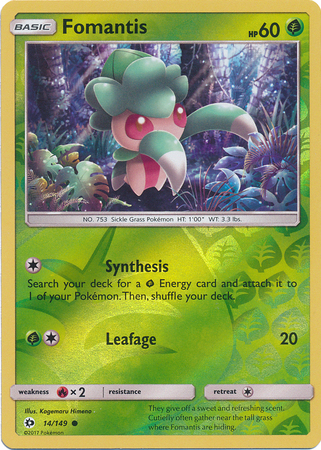 BASIC
Fomantis
HP60
NO. 753 Sickle Grass Pokémon HT: 1'00" WT: 3.3 lbs.
Synthesis
Search your deck for a Energy card and attach it to
1 of your Pokémon. Then, shuffle your deck.
Leafage 20
weakness ×2 resistance retreat
Illus. Kagemaru Himeno
14/149
©2017 Pokémon
They give off a sweet and refreshing scent.
Cutiefly often gather near the tall grass
where Fomantis are hiding.